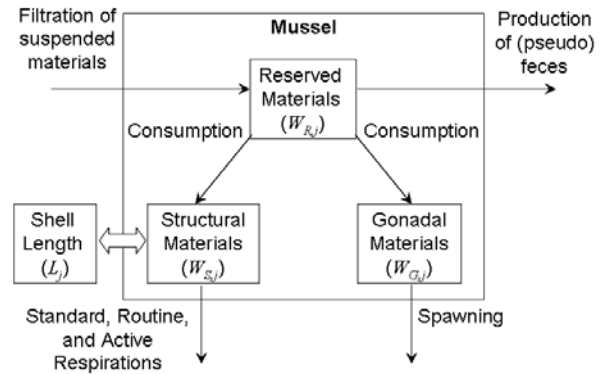 Filtration of
suspended
materials
Mussel
Production
of (pseudo)
feces
Reserved
Materials
(W_{R,j})
Consumption
Consumption
Shell
Length
(L_j)
Structural
Materials
(W_{S,j})
Gonadal
Materials
(W_{G,j})
Standard, Routine,
and Active
Respirations
Spawning